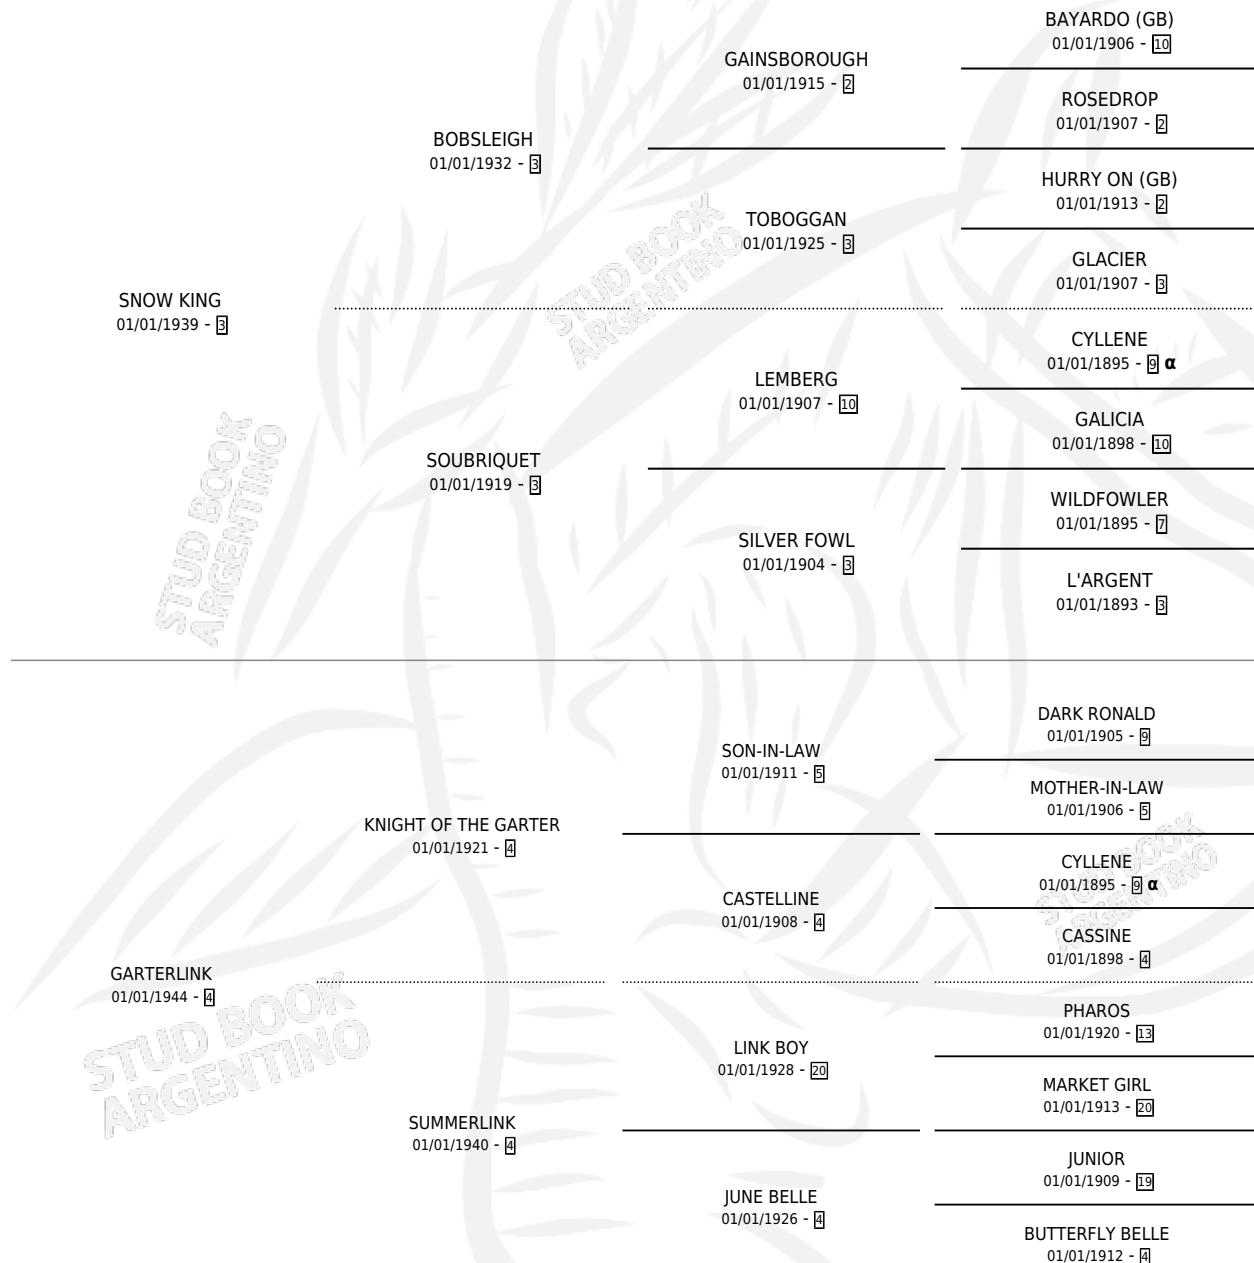 BAYARDO (GB)
01/01/1906 - 10
GAINSBOROUGH
01/01/1915 - 2
ROSEDROP
01/01/1907 - 2
BOBSLEIGH
01/01/1932 - 3
HURRY ON (GB)
01/01/1913 - 2
TOBOGGAN
01/01/1925 - 3
GLACIER
01/01/1907 - 3
SNOW KING
01/01/1939 - 3
CYLLENE
01/01/1895 - 9 α
LEMBERG
01/01/1907 - 10
GALICIA
01/01/1898 - 10
SOUBRIQUET
01/01/1919 - 3
WILDFOWLER
01/01/1895 - 7
SILVER FOWL
01/01/1904 - 3
L'ARGENT
01/01/1893 - 3
DARK RONALD
01/01/1905 - 9
SON-IN-LAW
01/01/1911 - 5
MOTHER-IN-LAW
01/01/1906 - 5
KNIGHT OF THE GARTER
01/01/1921 - 4
CYLLENE
01/01/1895 - 9 α
CASTELLINE
01/01/1908 - 4
CASSINE
01/01/1898 - 4
GARTERLINK
01/01/1944 - 4
PHAROS
01/01/1920 - 13
LINK BOY
01/01/1928 - 20
MARKET GIRL
01/01/1913 - 20
SUMMERLINK
01/01/1940 - 4
JUNIOR
01/01/1909 - 19
JUNE BELLE
01/01/1926 - 4
BUTTERFLY BELLE
01/01/1912 - 4
STUD BOOK
ARGENTINO
STUD BOOK
ARGENTINO
STUD BOOK
ARGENTINO
STUD BOOK
ARGENTINO